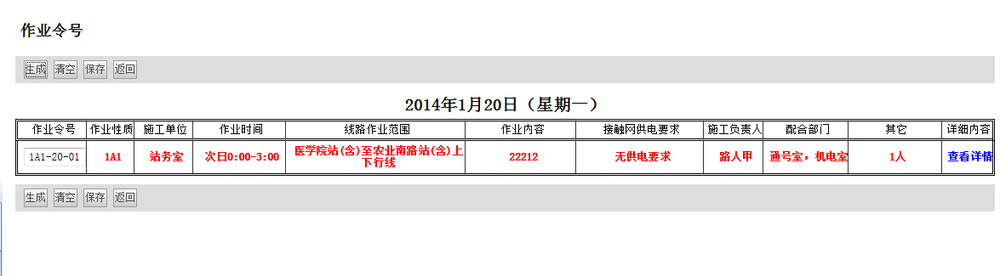 作业令号
生成 清空 保存 返回
2014年1月20日（星期一）
作业令号 作业性质 施工单位 作业时间 线路作业范围 作业内容 接触网供电要求 施工负责人 配合部门 其它 详细内容
1A1-20-01 1A1 站务室 次日0:00-3:00 医学院站(含)至农业南路站(含)上 22212 无供电要求 路人甲 通号室，机电室 1人 查看详情
下行线
生成 清空 保存 返回